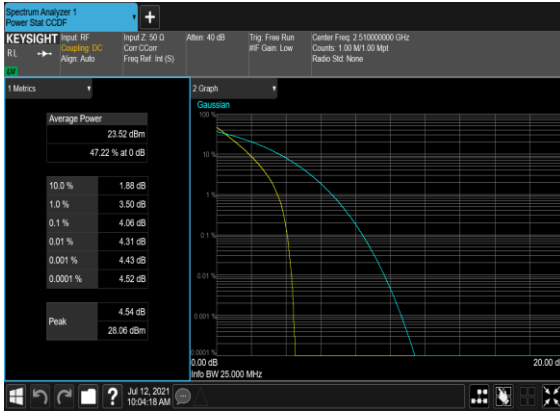 Spectrum Analyzer 1
Power Stat CCDF
KEYSIGHT
RL
Input: RF
Coupling: DC
Align: Auto
Input Z: 50 Ω
Corr CCorr
Freq Ref: Int (S)
Atten: 40 dB
Trig: Free Run
#IF Gain: Low
Center Freq: 2.510000000 GHz
Counts: 1.00 M/1.00 Mpt
Radio Std: None
1 Metrics
Average Power
23.52 dBm
47.22 % at 0 dB
10.0 % 1.88 dB
1.0 % 3.50 dB
0.1 % 4.06 dB
0.01 % 4.31 dB
0.001 % 4.43 dB
0.0001 % 4.52 dB
Peak 4.54 dB
28.06 dBm
2 Graph
Gaussian
100 %
10 %
1 %
0.1 %
0.01 %
0.001 %
0.0001 %
0.00 dB
20.00 d
Info BW 25.000 MHz
?
Jul 12, 2021
10:04:18 AM